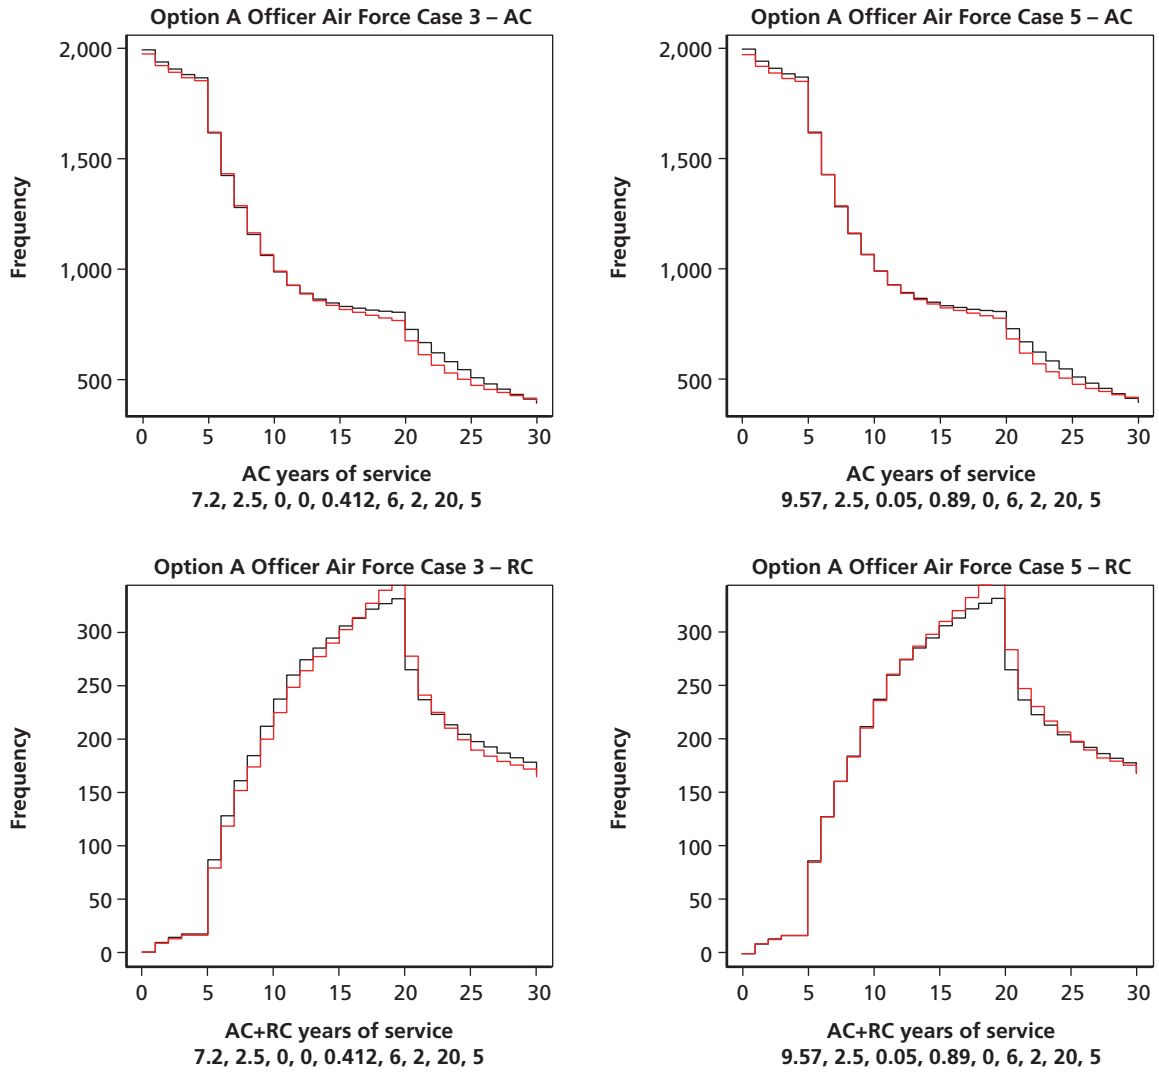 Option A Officer Air Force Case 3 – AC
2,000
1,500
1,000
500
Frequency
0 5 10 15 20 25 30
AC years of service
7.2, 2.5, 0, 0, 0.412, 6, 2, 20, 5
Option A Officer Air Force Case 5 – AC
2,000
1,500
1,000
500
Frequency
0 5 10 15 20 25 30
AC years of service
9.57, 2.5, 0.05, 0.89, 0, 6, 2, 20, 5
Option A Officer Air Force Case 3 – RC
300
250
200
150
100
50
0
Frequency
0 5 10 15 20 25 30
AC+RC years of service
7.2, 2.5, 0, 0, 0.412, 6, 2, 20, 5
Option A Officer Air Force Case 5 – RC
300
250
200
150
100
50
0
Frequency
0 5 10 15 20 25 30
AC+RC years of service
9.57, 2.5, 0.05, 0.89, 0, 6, 2, 20, 5